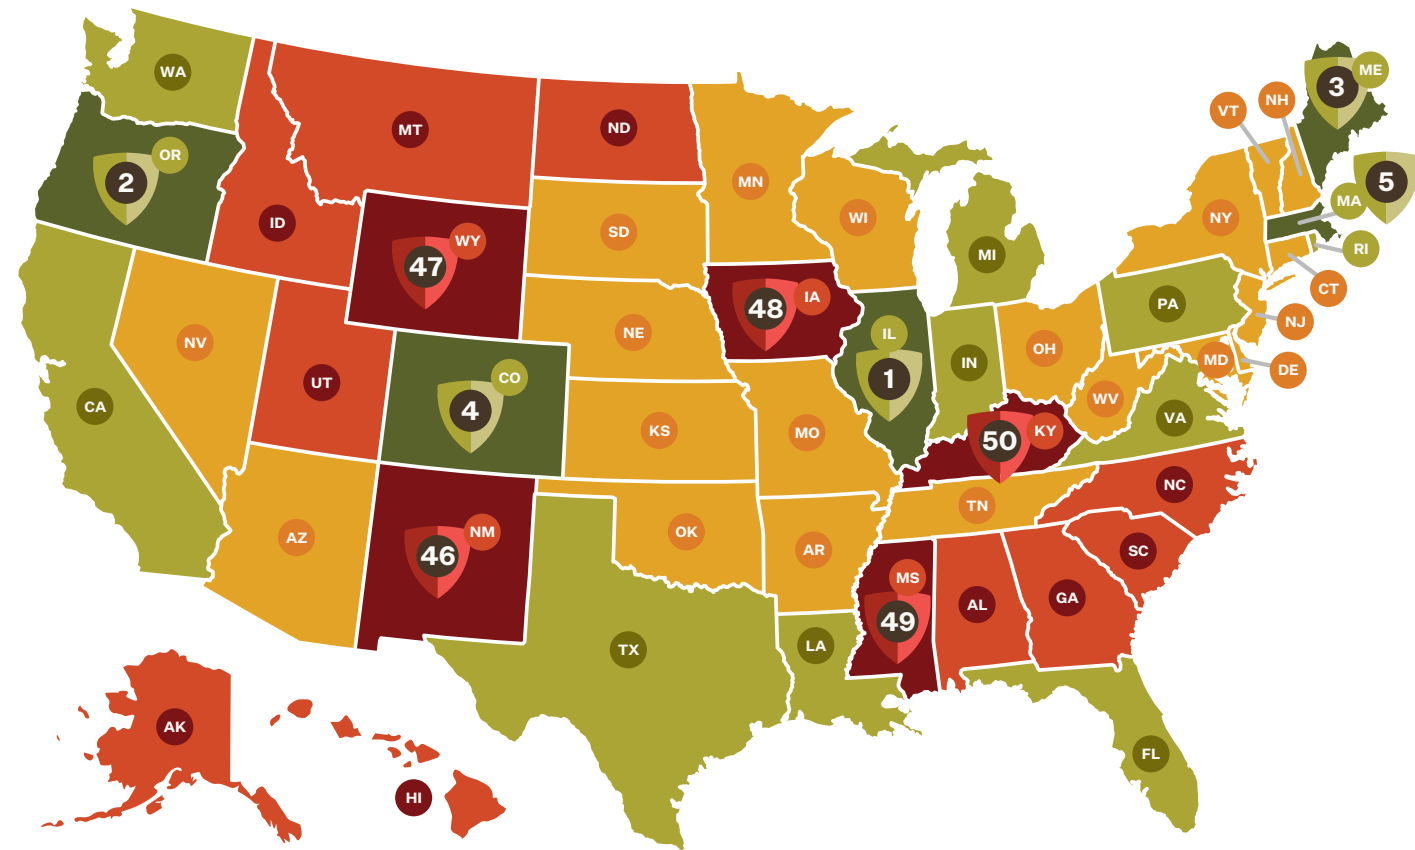 WA
MT
ND
3
ME
VT
NH
2
OR
MN
5
MA
ID
47
WY
SD
WI
NY
MI
RI
48
IA
CT
NV
NE
IL
1
IN
OH
PA
NJ
UT
4
CO
MD
DE
CA
KS
MO
50
KY
WV
VA
NC
AZ
46
NM
OK
AR
TN
SC
MS
49
AL
GA
TX
LA
AK
HI
FL